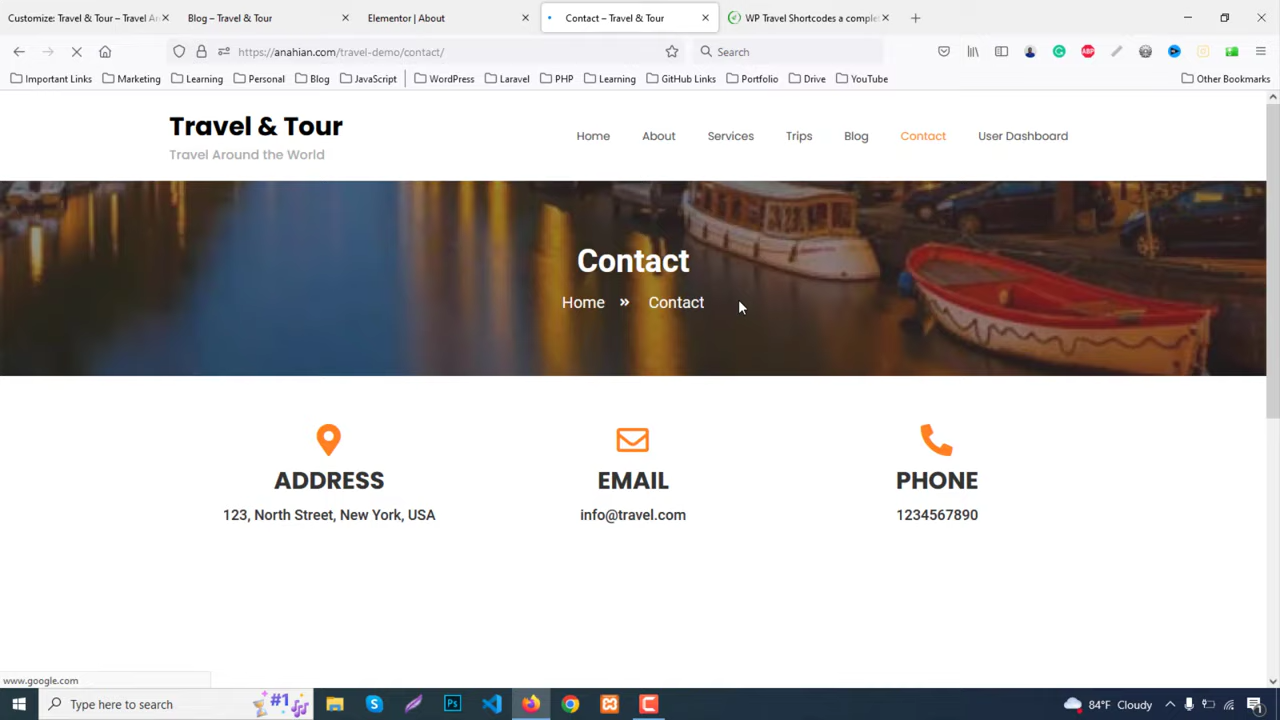 Customize: Travel & Tour – Travel Ar
Blog – Travel & Tour
Elementor | About
Contact – Travel & Tour
WP Travel Shortcodes a complet
https://anahian.com/travel-demo/contact/
Search
Important Links
Marketing
Learning
Personal
Blog
JavaScript
WordPress
Laravel
PHP
Learning
GitHub Links
Portfolio
Drive
YouTube
Other Bookmarks
Travel & Tour
Travel Around the World
Home
About
Services
Trips
Blog
Contact
User Dashboard
Contact
Home » Contact
ADDRESS
123, North Street, New York, USA
EMAIL
info@travel.com
PHONE
1234567890
www.google.com
Type here to search
#1
Ps
84°F Cloudy